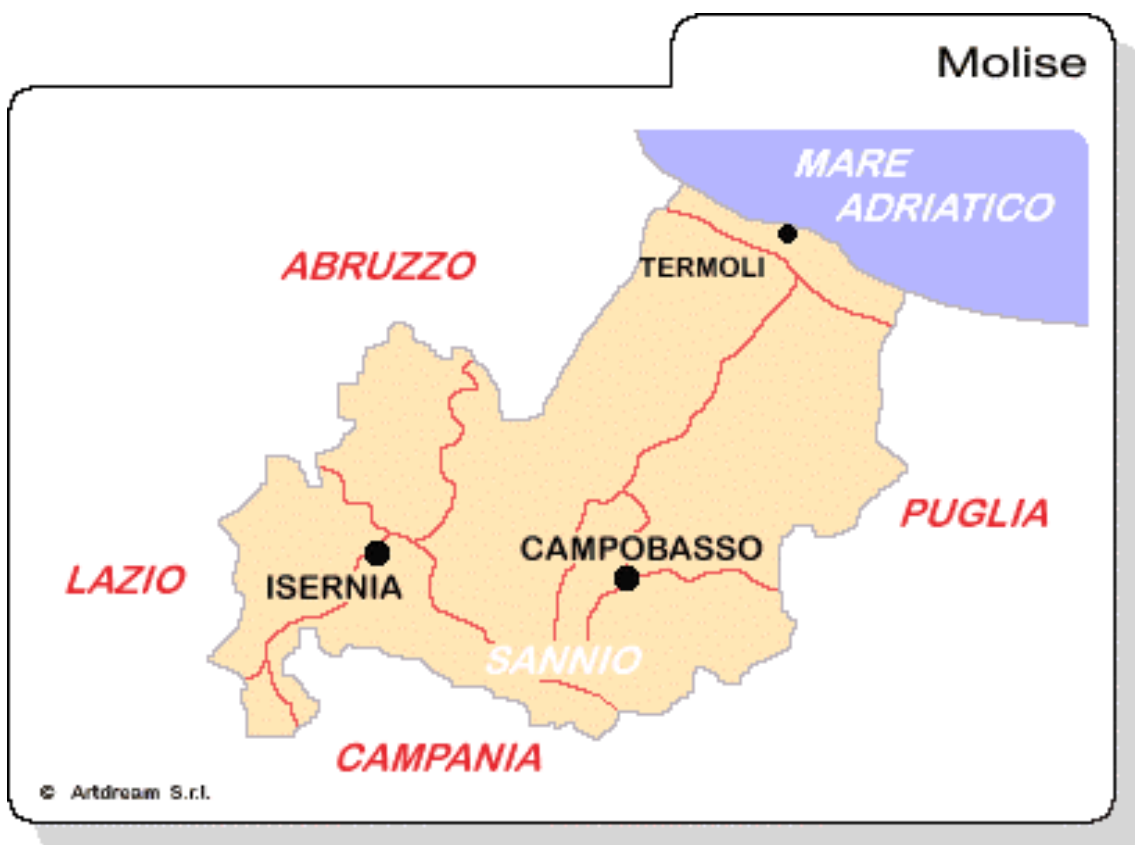 Molise
MARE
ADRIATICO
ABRUZZO
TERMOLI
PUGLIA
CAMPOBASSO
LAZIO
ISERNIA
SANNIO
CAMPANIA
© Artdream S.r.l.